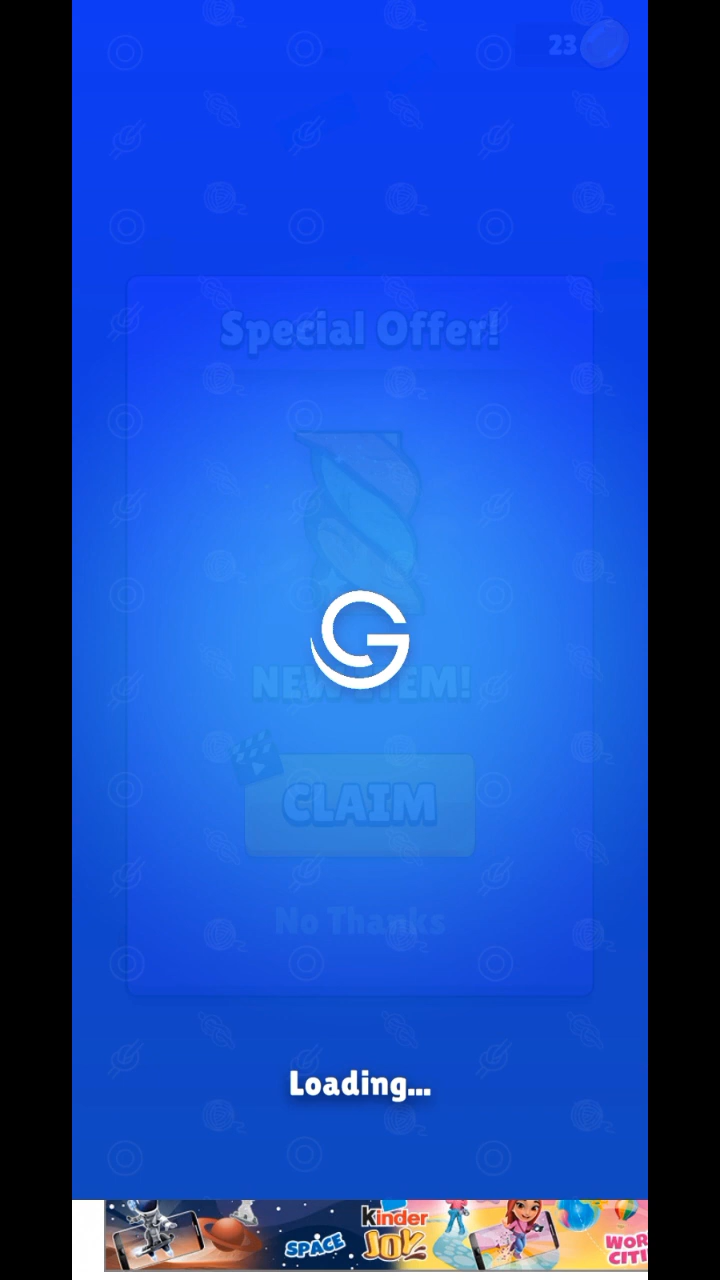 23
Special Offer!
NEW ITEM!
CLAIM
No Thanks
Loading...
SPACE
Kinder
JOY